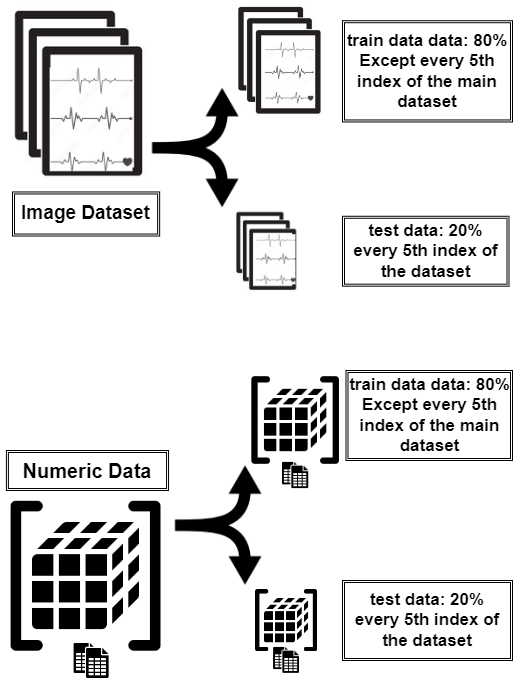 train data data: 80%
Except every 5th
index of the main
dataset
Image Dataset
test data: 20%
every 5th index of
the dataset
train data data: 80%
Except every 5th
index of the main
dataset
Numeric Data
test data: 20%
every 5th index of
the dataset